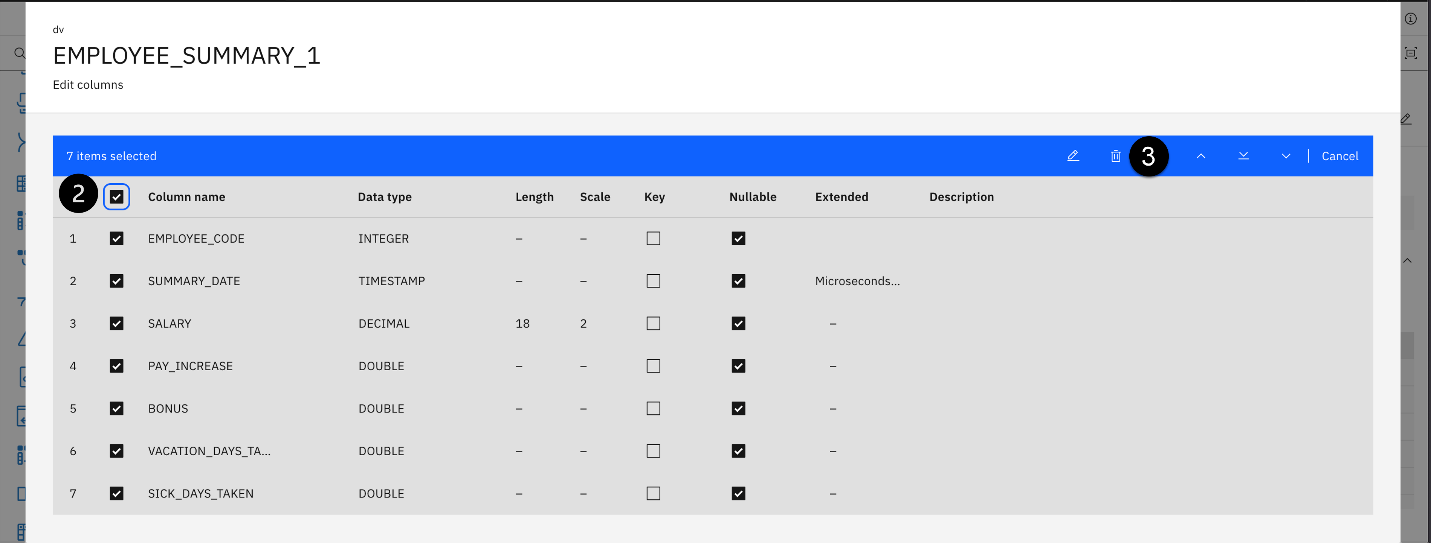 dv
EMPLOYEE_SUMMARY_1
Edit columns
7 items selected 3 Cancel
2 Column name Data type Length Scale Key Nullable Extended Description
1 EMPLOYEE_CODE INTEGER – –
2 SUMMARY_DATE TIMESTAMP – – Microseconds...
3 SALARY DECIMAL 18 2 –
4 PAY_INCREASE DOUBLE – – –
5 BONUS DOUBLE – – –
6 VACATION_DAYS_TA... DOUBLE – – –
7 SICK_DAYS_TAKEN DOUBLE – – –